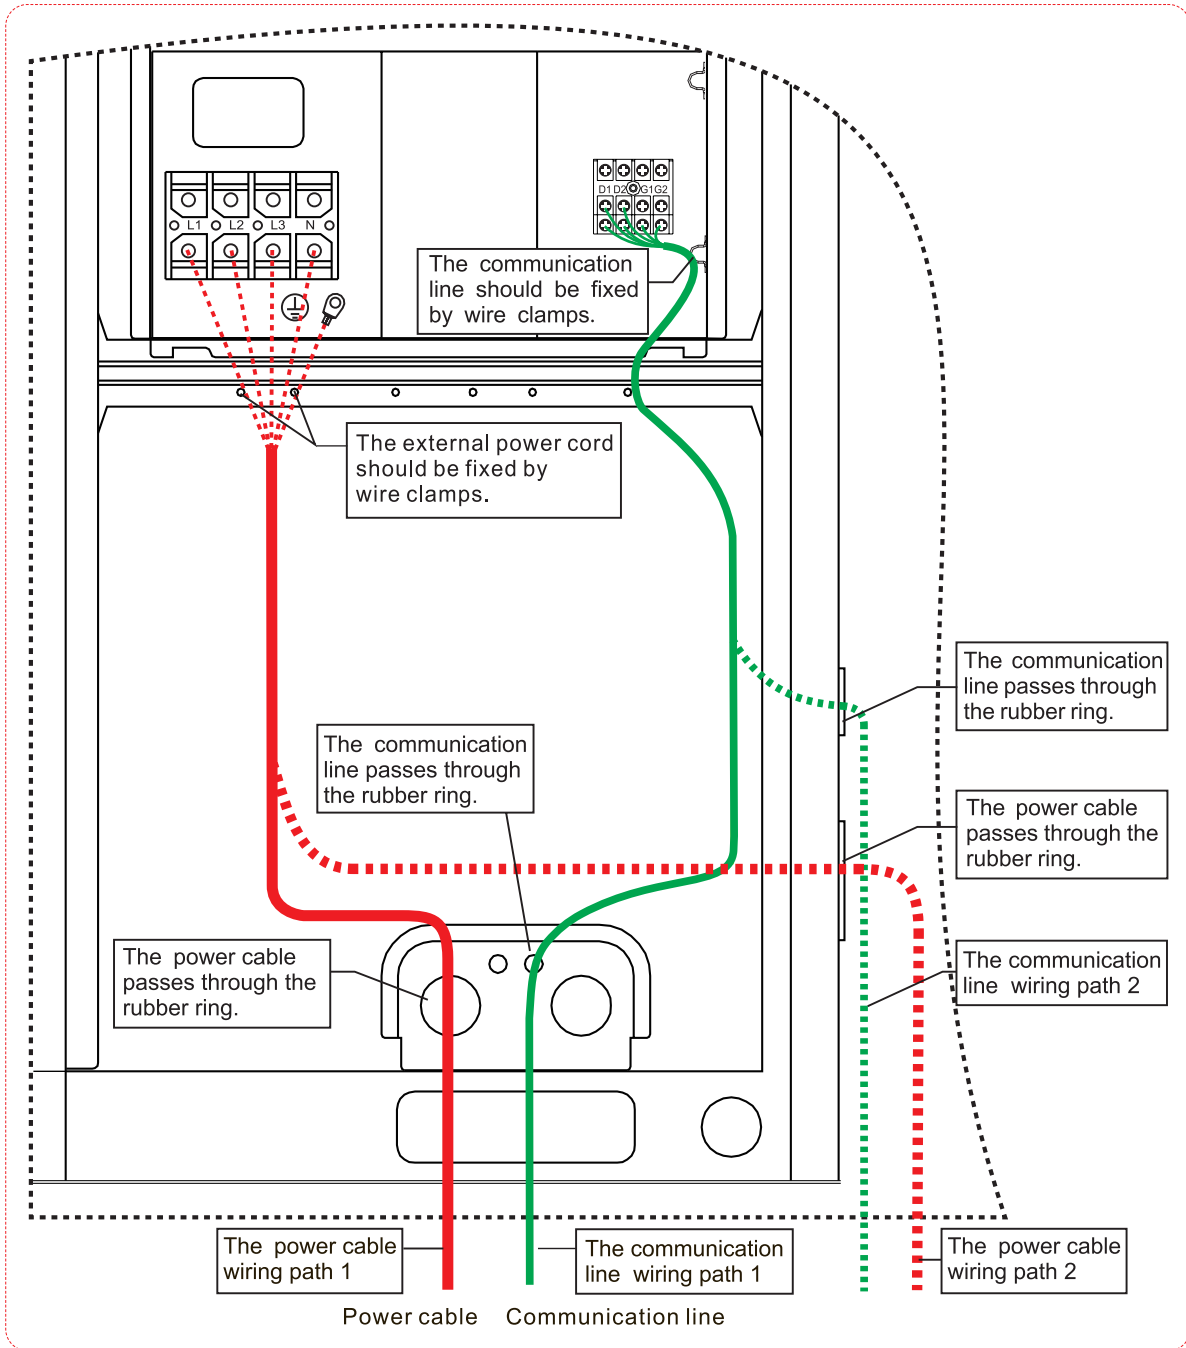 D1 D2 G1 G2
L1 L2 L3 N
The communication
line should be fixed
by wire clamps.
The external power cord
should be fixed by
wire clamps.
The communication
line passes through
the rubber ring.
The communication
line passes through
the rubber ring.
The power cable
passes through the
rubber ring.
The power cable
passes through the
rubber ring.
The communication
line wiring path 2
The power cable
wiring path 1
The communication
line wiring path 1
The power cable
wiring path 2
Power cable
Communication line